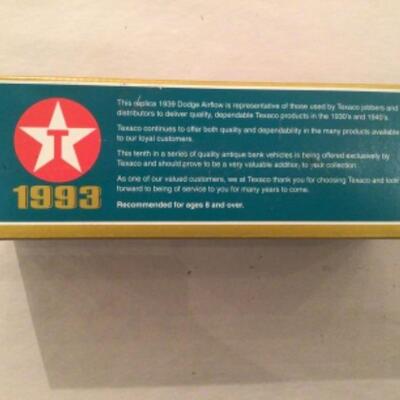 This replica 1939 Dodge Airflow is representative of those used by Texaco jobbers and
distributors to deliver quality, dependable Texaco products in the 1930's and 1940's.
Texaco continues to offer both quality and dependability in the many products available
to our loyal customers.
This tenth in a series of quality antique bank vehicles is being offered exclusively by
Texaco and should prove to be a very valuable addition to your collection.
As one of our valued customers, we at Texaco thank you for choosing Texaco and look
forward to being of service to you for many years to come.
Recommended for ages 8 and over.
T
1993